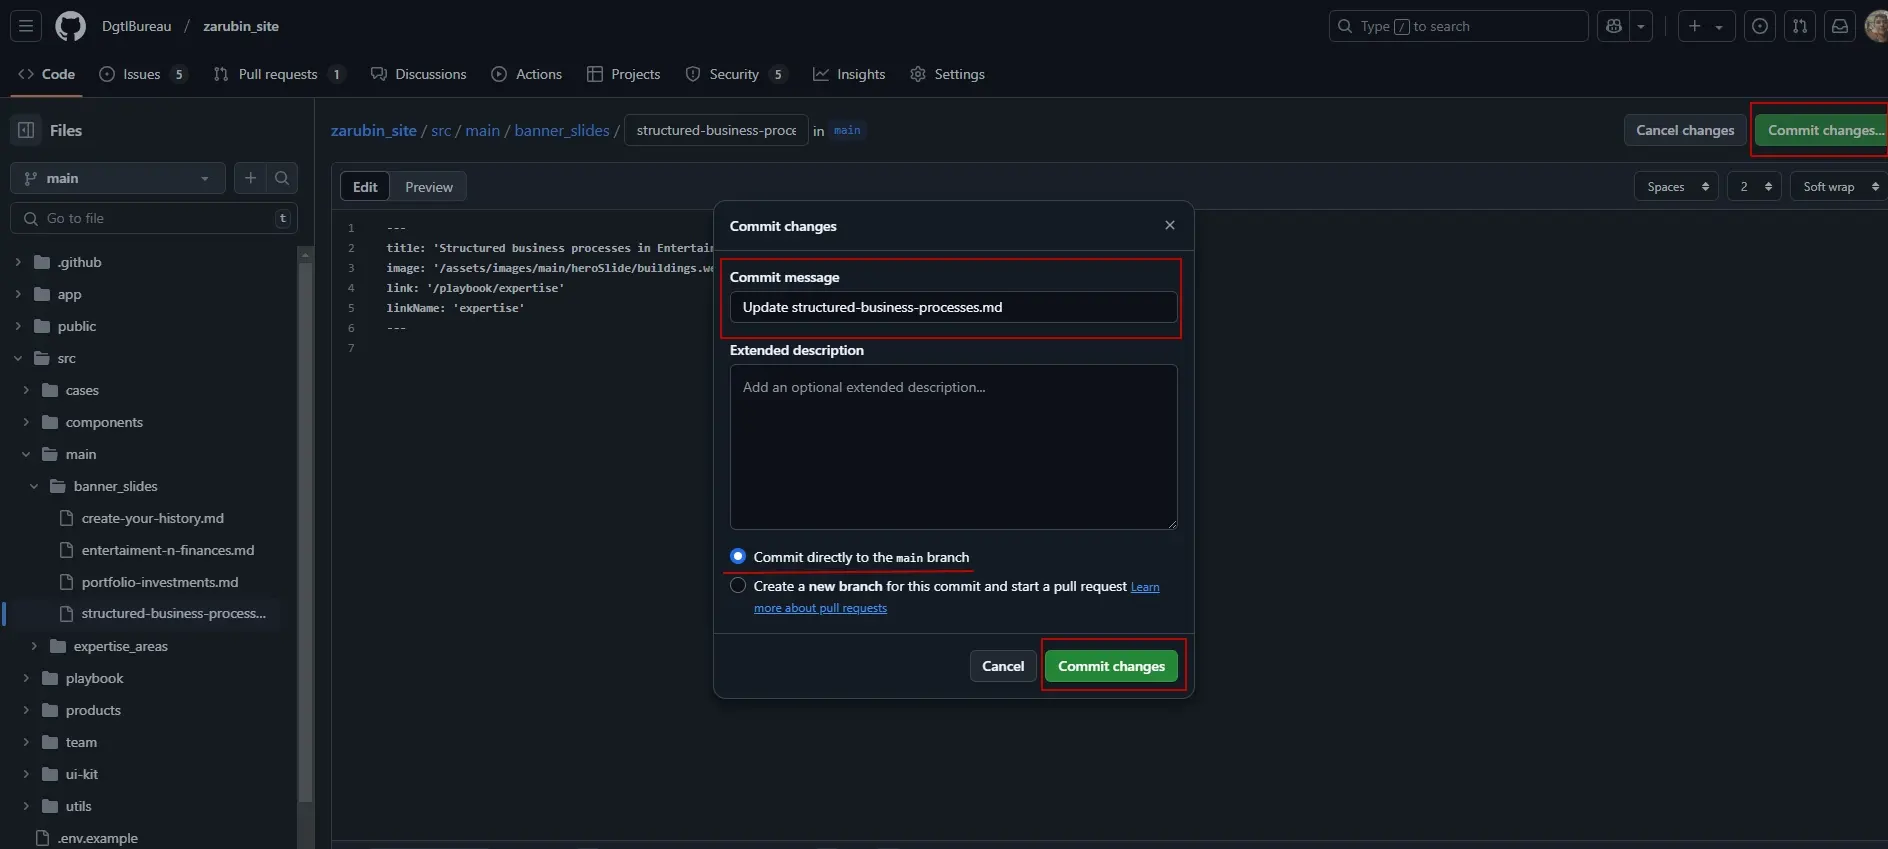 DgtlBureau / zarubin_site
Type / to search
Code
Issues 5
Pull requests 1
Discussions
Actions
Projects
Security 5
Insights
Settings
Files
main
Go to file
t
.github
app
public
src
cases
components
main
banner_slides
create-your-history.md
entertaiment-n-finances.md
portfolio-investments.md
structured-business-process...
expertise_areas
playbook
products
team
ui-kit
utils
.env.example
zarubin_site / src / main / banner_slides / structured-business-proce in main
Cancel changes
Commit changes...
Edit
Preview
Spaces
2
Soft wrap
1 ---
2 title: 'Structured business processes in Entertain
3 image: '/assets/images/main/heroSlide/buildings.we
4 link: '/playbook/expertise'
5 linkName: 'expertise'
6 ---
7
Commit changes
Commit message
Update structured-business-processes.md
Extended description
Add an optional extended description...
Commit directly to the main branch
Create a new branch for this commit and start a pull request Learn
more about pull requests
Cancel
Commit changes